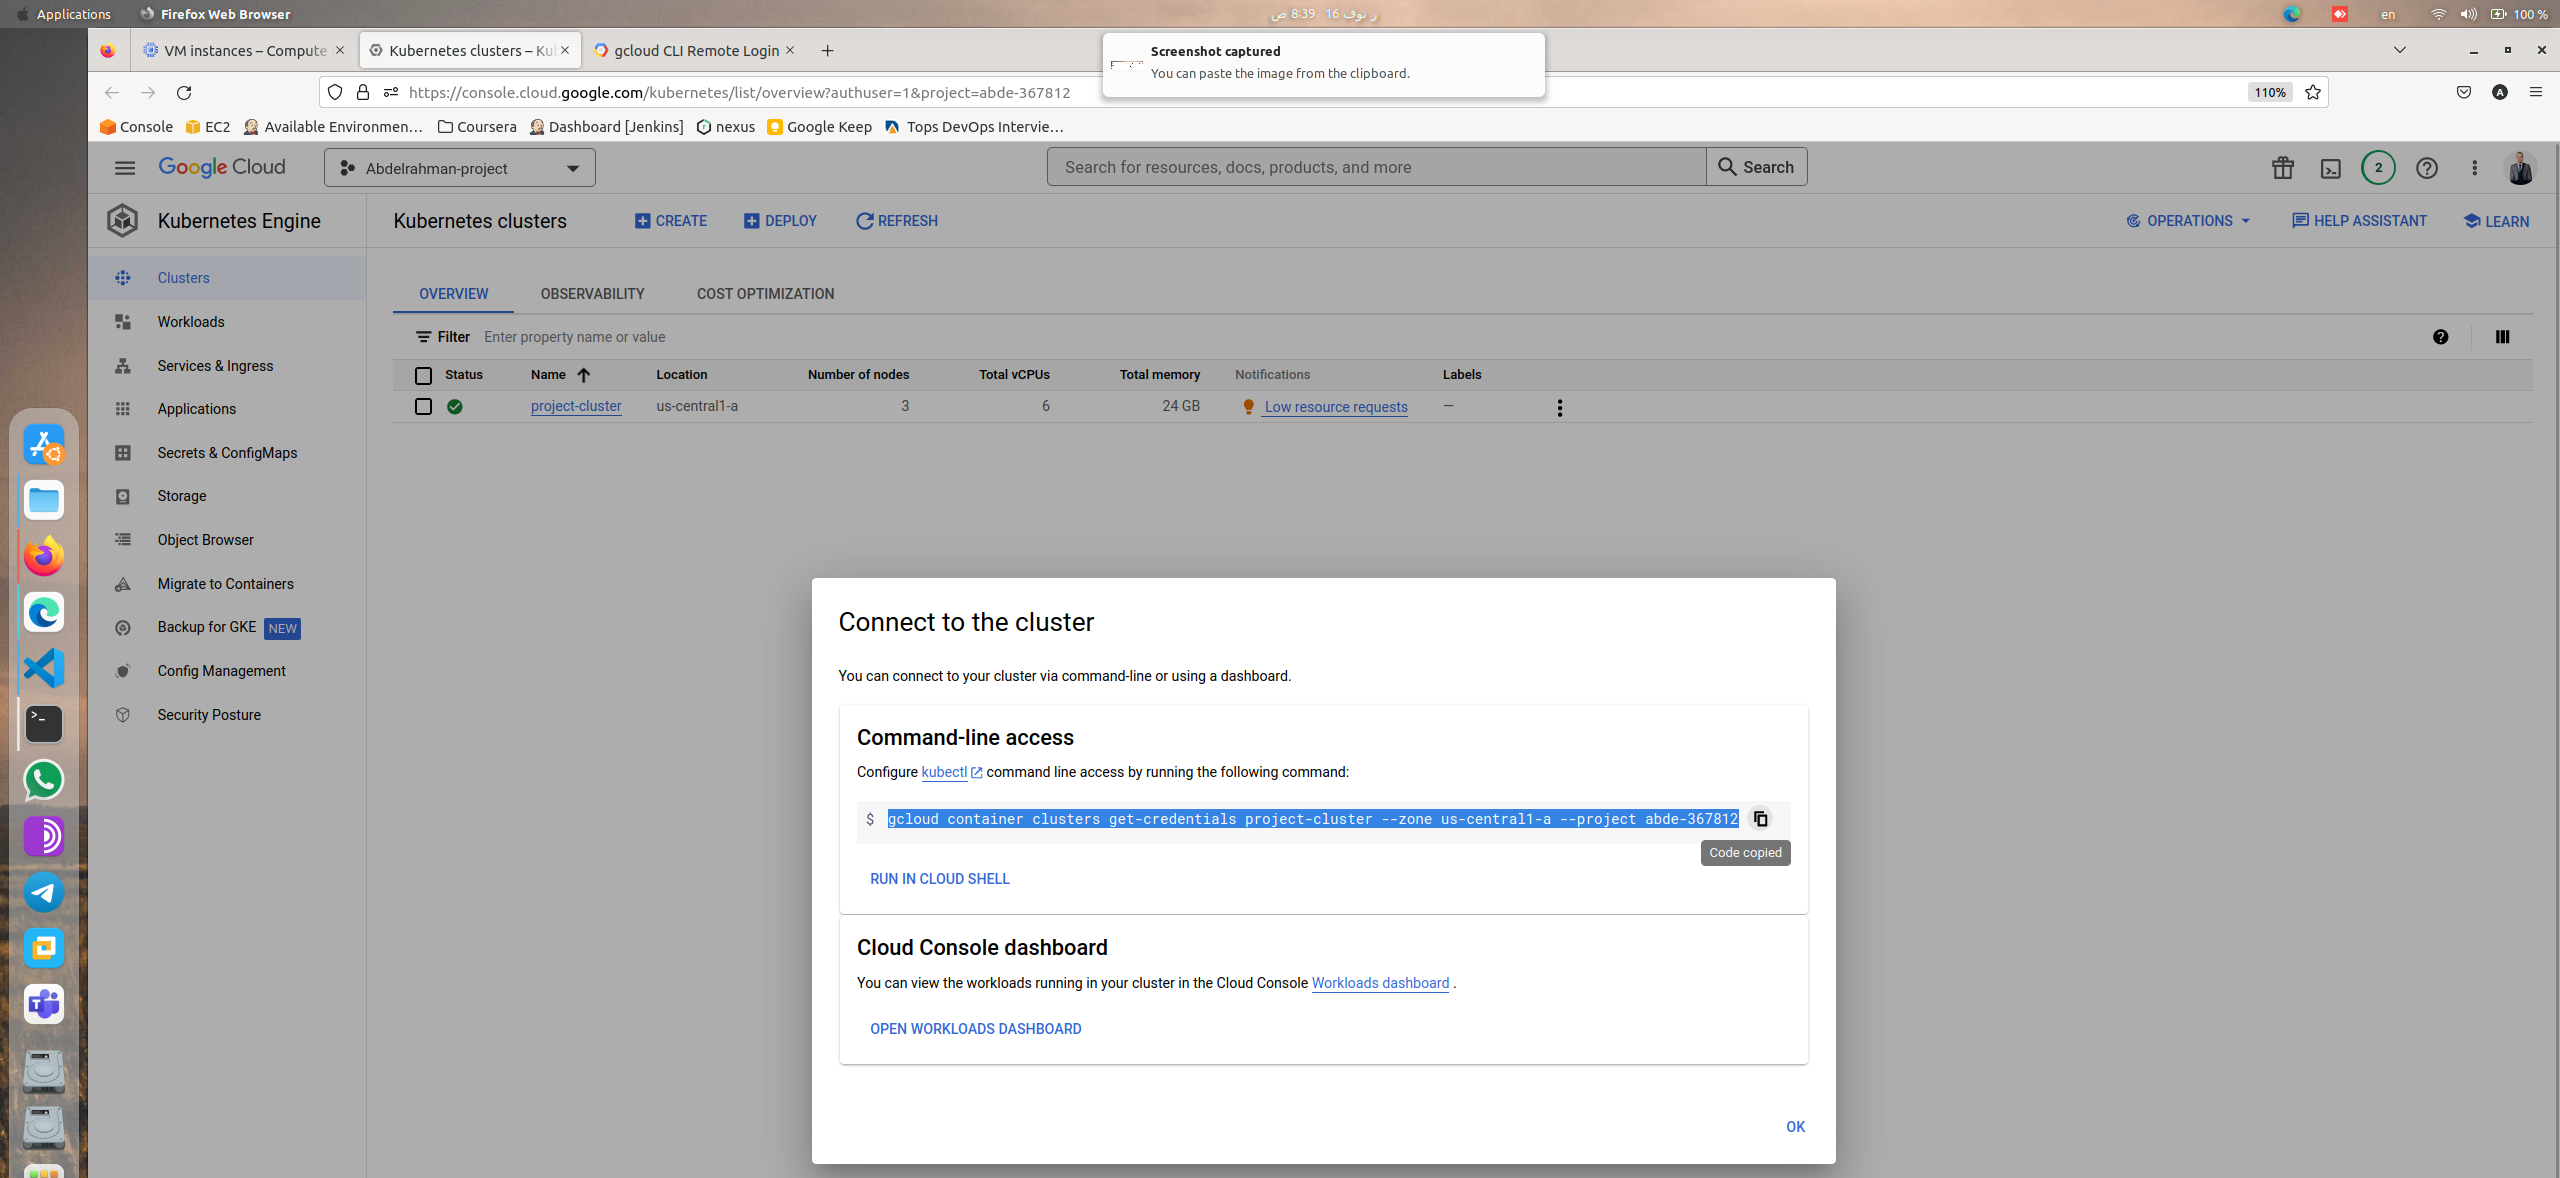 Applications
Firefox Web Browser
ر نوف 16 8:39 ص
en
100 %
VM instances – Compute
Kubernetes clusters – Ku
gcloud CLI Remote Login
Screenshot captured
You can paste the image from the clipboard.
https://console.cloud.google.com/kubernetes/list/overview?authuser=1&project=abde-367812
110%
Console
EC2
Available Environmen…
Coursera
Dashboard [Jenkins]
nexus
Google Keep
Tops DevOps Intervie…
Google Cloud
Abdelrahman-project
Search for resources, docs, products, and more
Search
2
Kubernetes Engine
Kubernetes clusters
CREATE
DEPLOY
REFRESH
OPERATIONS
HELP ASSISTANT
LEARN
Clusters
Workloads
Services & Ingress
Applications
Secrets & ConfigMaps
Storage
Object Browser
Migrate to Containers
Backup for GKE NEW
Config Management
Security Posture
OVERVIEW
OBSERVABILITY
COST OPTIMIZATION
Filter Enter property name or value
Status Name Location Number of nodes Total vCPUs Total memory Notifications Labels
project-cluster us-central1-a 3 6 24 GB Low resource requests —
Connect to the cluster
You can connect to your cluster via command-line or using a dashboard.
Command-line access
Configure kubectl command line access by running the following command:
$ gcloud container clusters get-credentials project-cluster --zone us-central1-a --project abde-367812
Code copied
RUN IN CLOUD SHELL
Cloud Console dashboard
You can view the workloads running in your cluster in the Cloud Console Workloads dashboard .
OPEN WORKLOADS DASHBOARD
OK